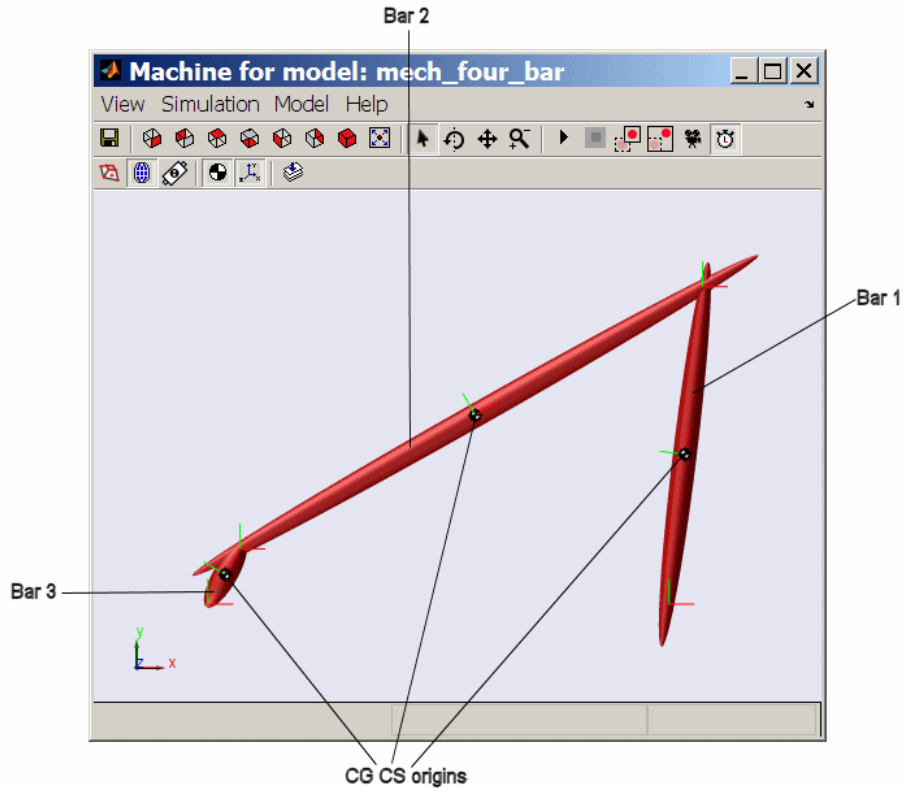 Bar 2
Machine for model: mech_four_bar
View Simulation Model Help
Bar 1
Bar 3
y
z x
CG CS origins